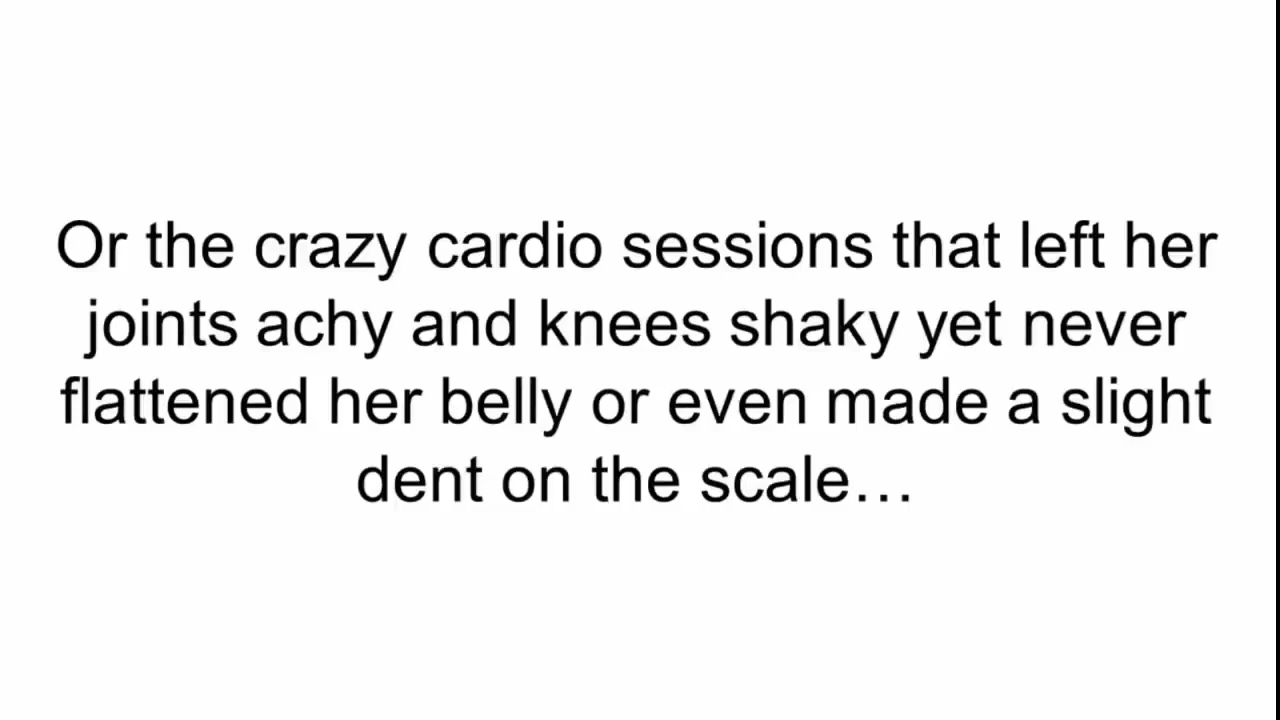 Or the crazy cardio sessions that left her
joints achy and knees shaky yet never
flattened her belly or even made a slight
dent on the scale…